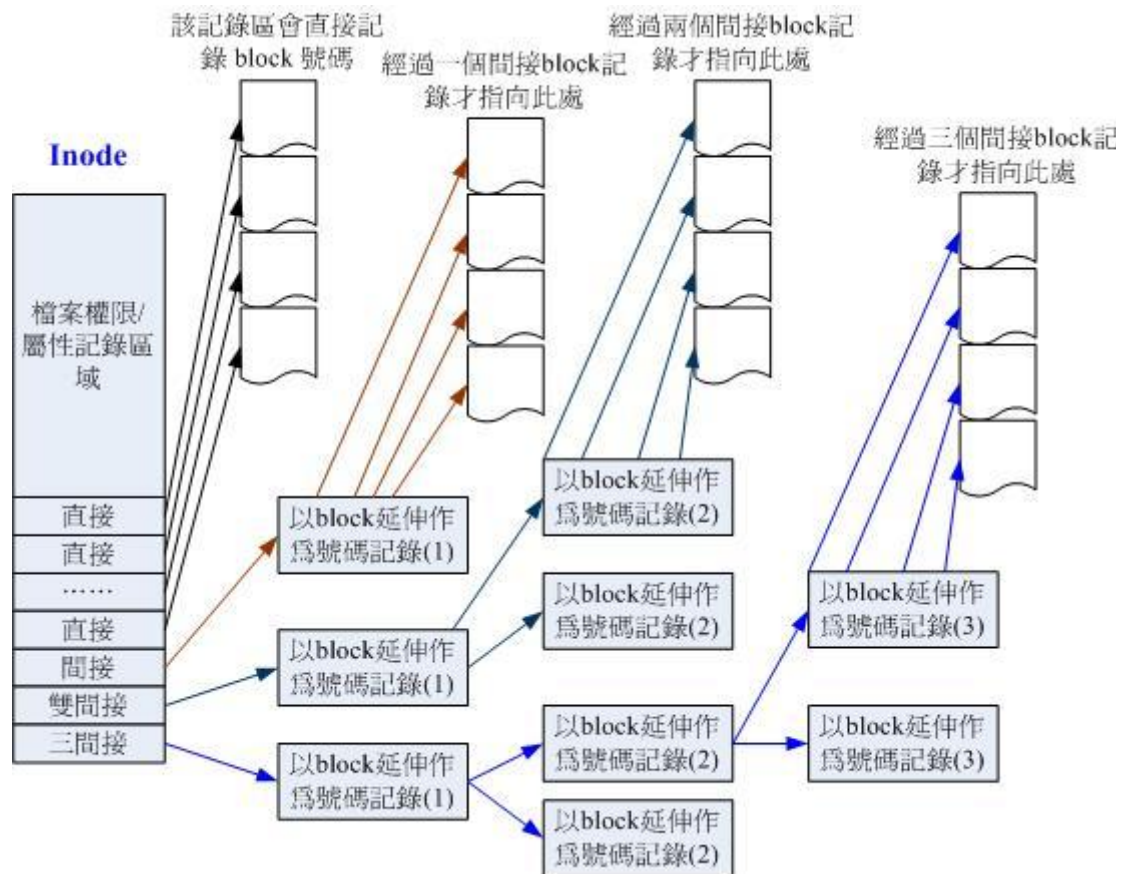 該記錄區會直接記
錄 block 號碼
經過一個間接block記
錄才指向此處
經過兩個間接block記
錄才指向此處
經過三個間接block記
錄才指向此處
Inode
檔案權限/
屬性記錄區
域
直接
直接
……
直接
間接
雙間接
三間接
以block延伸作
為號碼記錄(1)
以block延伸作
為號碼記錄(1)
以block延伸作
為號碼記錄(1)
以block延伸作
為號碼記錄(2)
以block延伸作
為號碼記錄(2)
以block延伸作
為號碼記錄(2)
以block延伸作
為號碼記錄(2)
以block延伸作
為號碼記錄(3)
以block延伸作
為號碼記錄(3)